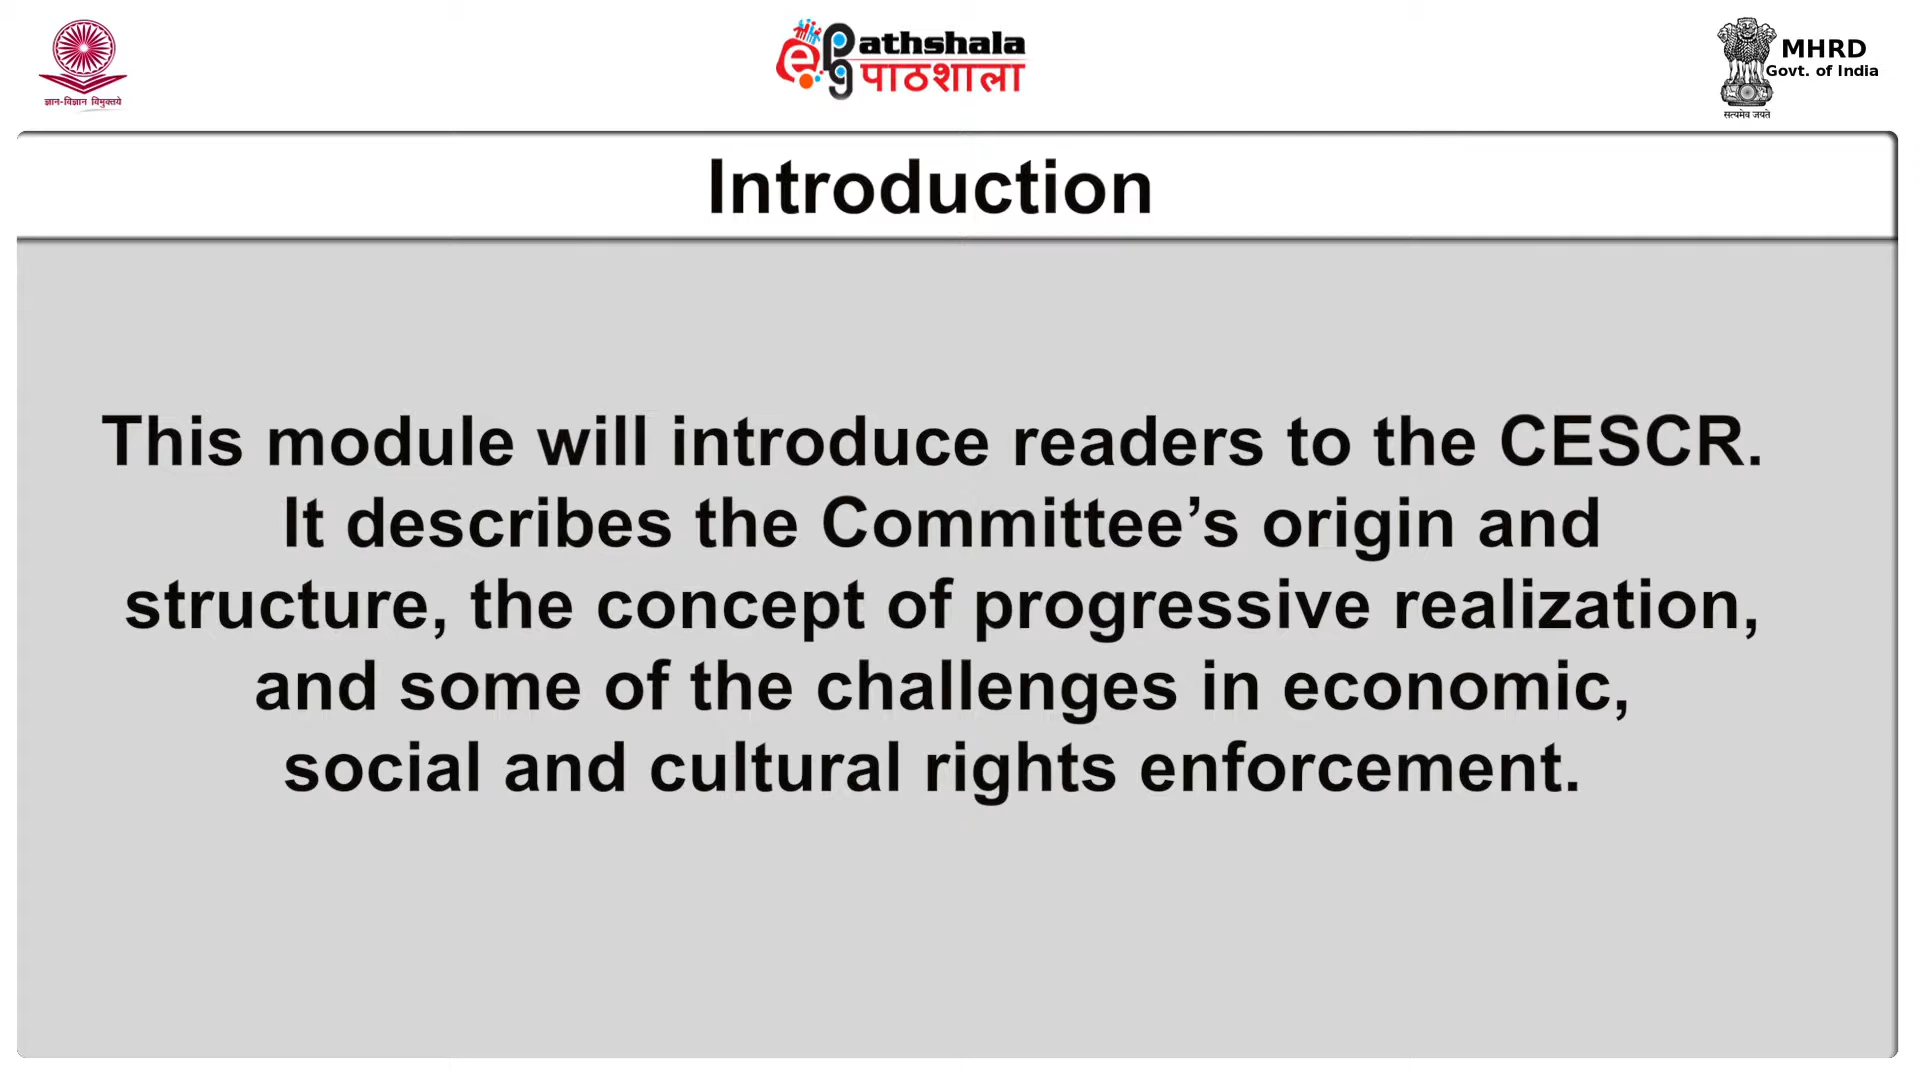 ज्ञान-विज्ञान विमुक्तये
ePG athshala
पाठशाला
MHRD
Govt. of India
सत्यमेव जयते
Introduction
This module will introduce readers to the CESCR.
It describes the Committee’s origin and
structure, the concept of progressive realization,
and some of the challenges in economic,
social and cultural rights enforcement.